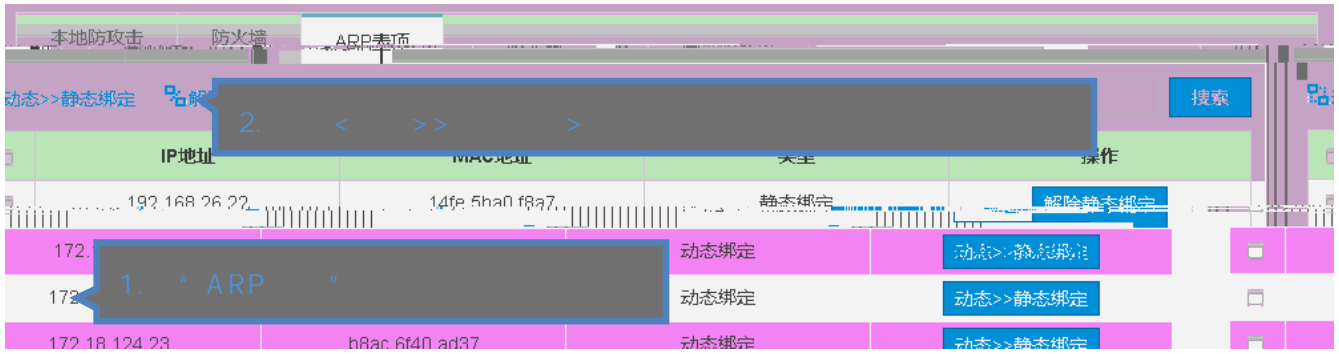 本地防攻击 防火墙 ARP表项
动态>>静态绑定 搜索
2. < >> >
IP地址 MAC地址 类型 操作
192.168.26.22 14fe.5ba0.f8a7 静态绑定 解除静态绑定
172. 动态绑定 动态>>静态绑定
1. “ARP “
172 动态绑定 动态>>静态绑定
172.18.124.23 b8ac.6f40.ad37 动态绑定 动态>>静态绑定